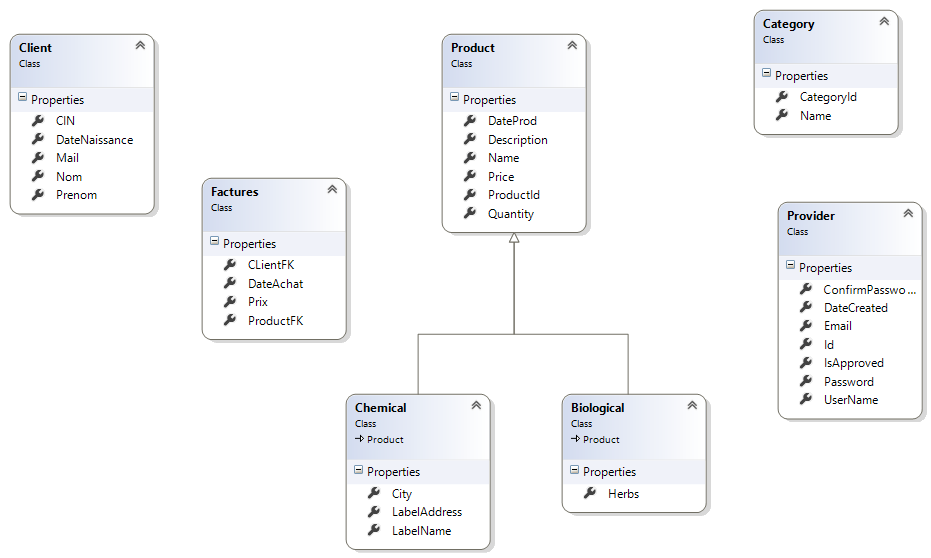 Client
Class
Properties
CIN
DateNaissance
Mail
Nom
Prenom
Factures
Class
Properties
CLientFK
DateAchat
Prix
ProductFK
Product
Class
Properties
DateProd
Description
Name
Price
ProductId
Quantity
Category
Class
Properties
CategoryId
Name
Provider
Class
Properties
ConfirmPasswo...
DateCreated
Email
Id
IsApproved
Password
UserName
Chemical
Class
Product
Properties
City
LabelAddress
LabelName
Biological
Class
Product
Properties
Herbs